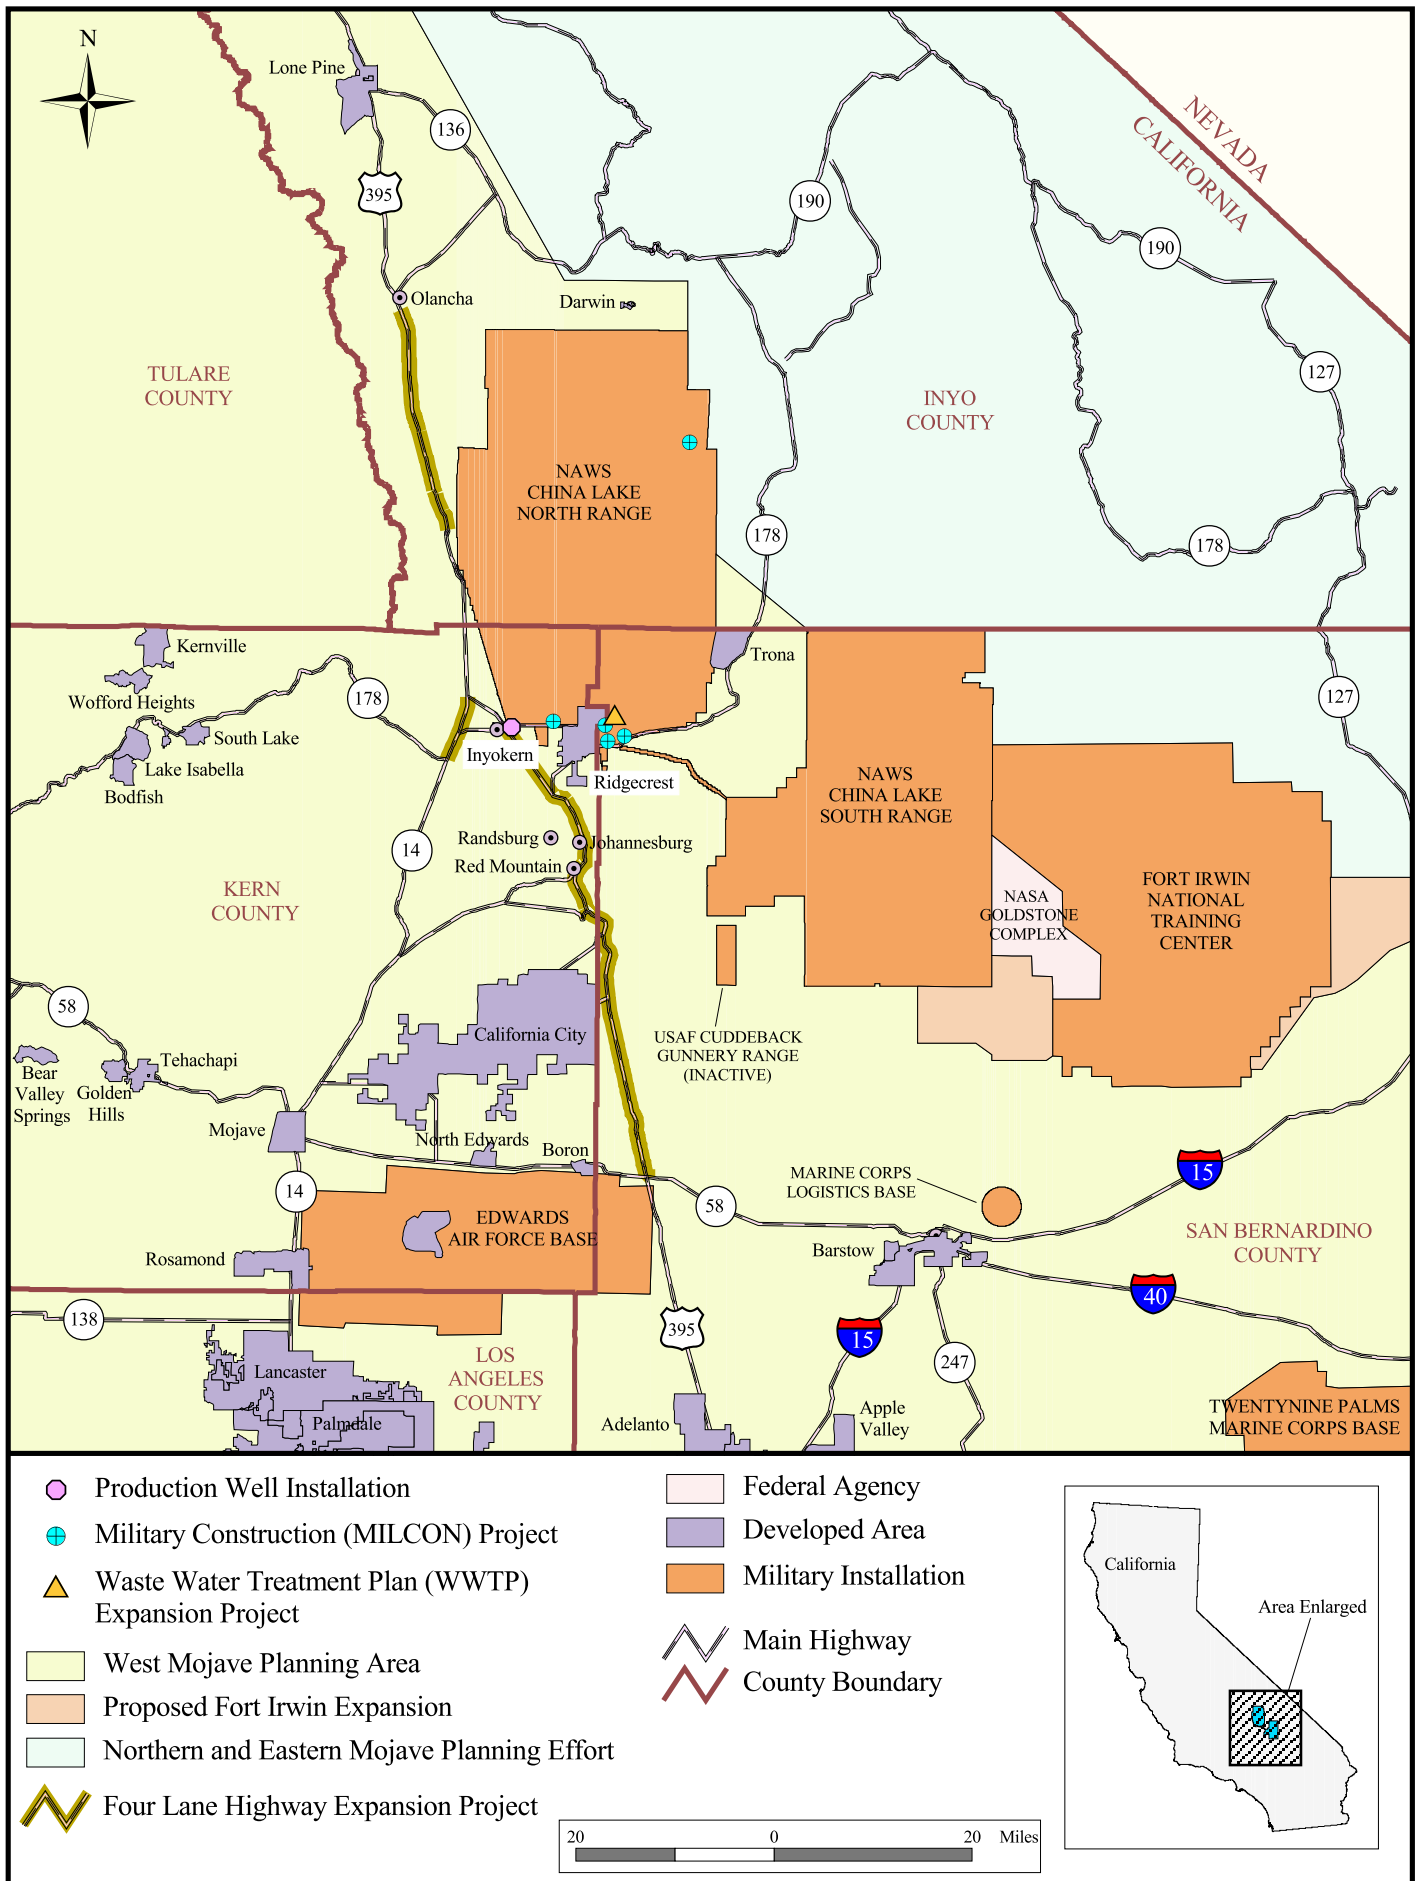 N
Lone Pine
136
395
NEVADA
CALIFORNIA
190
190
Olancha
Darwin
TULARE
COUNTY
INYO
COUNTY
127
NAWS
CHINA LAKE
NORTH RANGE
178
178
Kernville
Trona
Wofford Heights
178
127
South Lake
Lake Isabella
Bodfish
Inyokern
Ridgecrest
NAWS
CHINA LAKE
SOUTH RANGE
14
Randsburg
Johannesburg
Red Mountain
KERN
COUNTY
NASA
GOLDSTONE
COMPLEX
FORT IRWIN
NATIONAL
TRAINING
CENTER
58
California City
USAF CUDDEBACK
GUNNERY RANGE
(INACTIVE)
Bear
Valley
Springs
Golden
Hills
Tehachapi
Mojave
North Edwards
Boron
14
MARINE CORPS
LOGISTICS BASE
15
58
EDWARDS
AIR FORCE BASE
SAN BERNARDINO
COUNTY
Rosamond
Barstow
40
138
395
15
247
LOS
ANGELES
COUNTY
Lancaster
Palmdale
Adelanto
Apple
Valley
TWENTYNINE PALMS
MARINE CORPS BASE
Production Well Installation
Military Construction (MILCON) Project
Waste Water Treatment Plan (WWTP)
Expansion Project
West Mojave Planning Area
Proposed Fort Irwin Expansion
Northern and Eastern Mojave Planning Effort
Four Lane Highway Expansion Project
Federal Agency
Developed Area
Military Installation
Main Highway
County Boundary
California
Area Enlarged
20 0 20 Miles